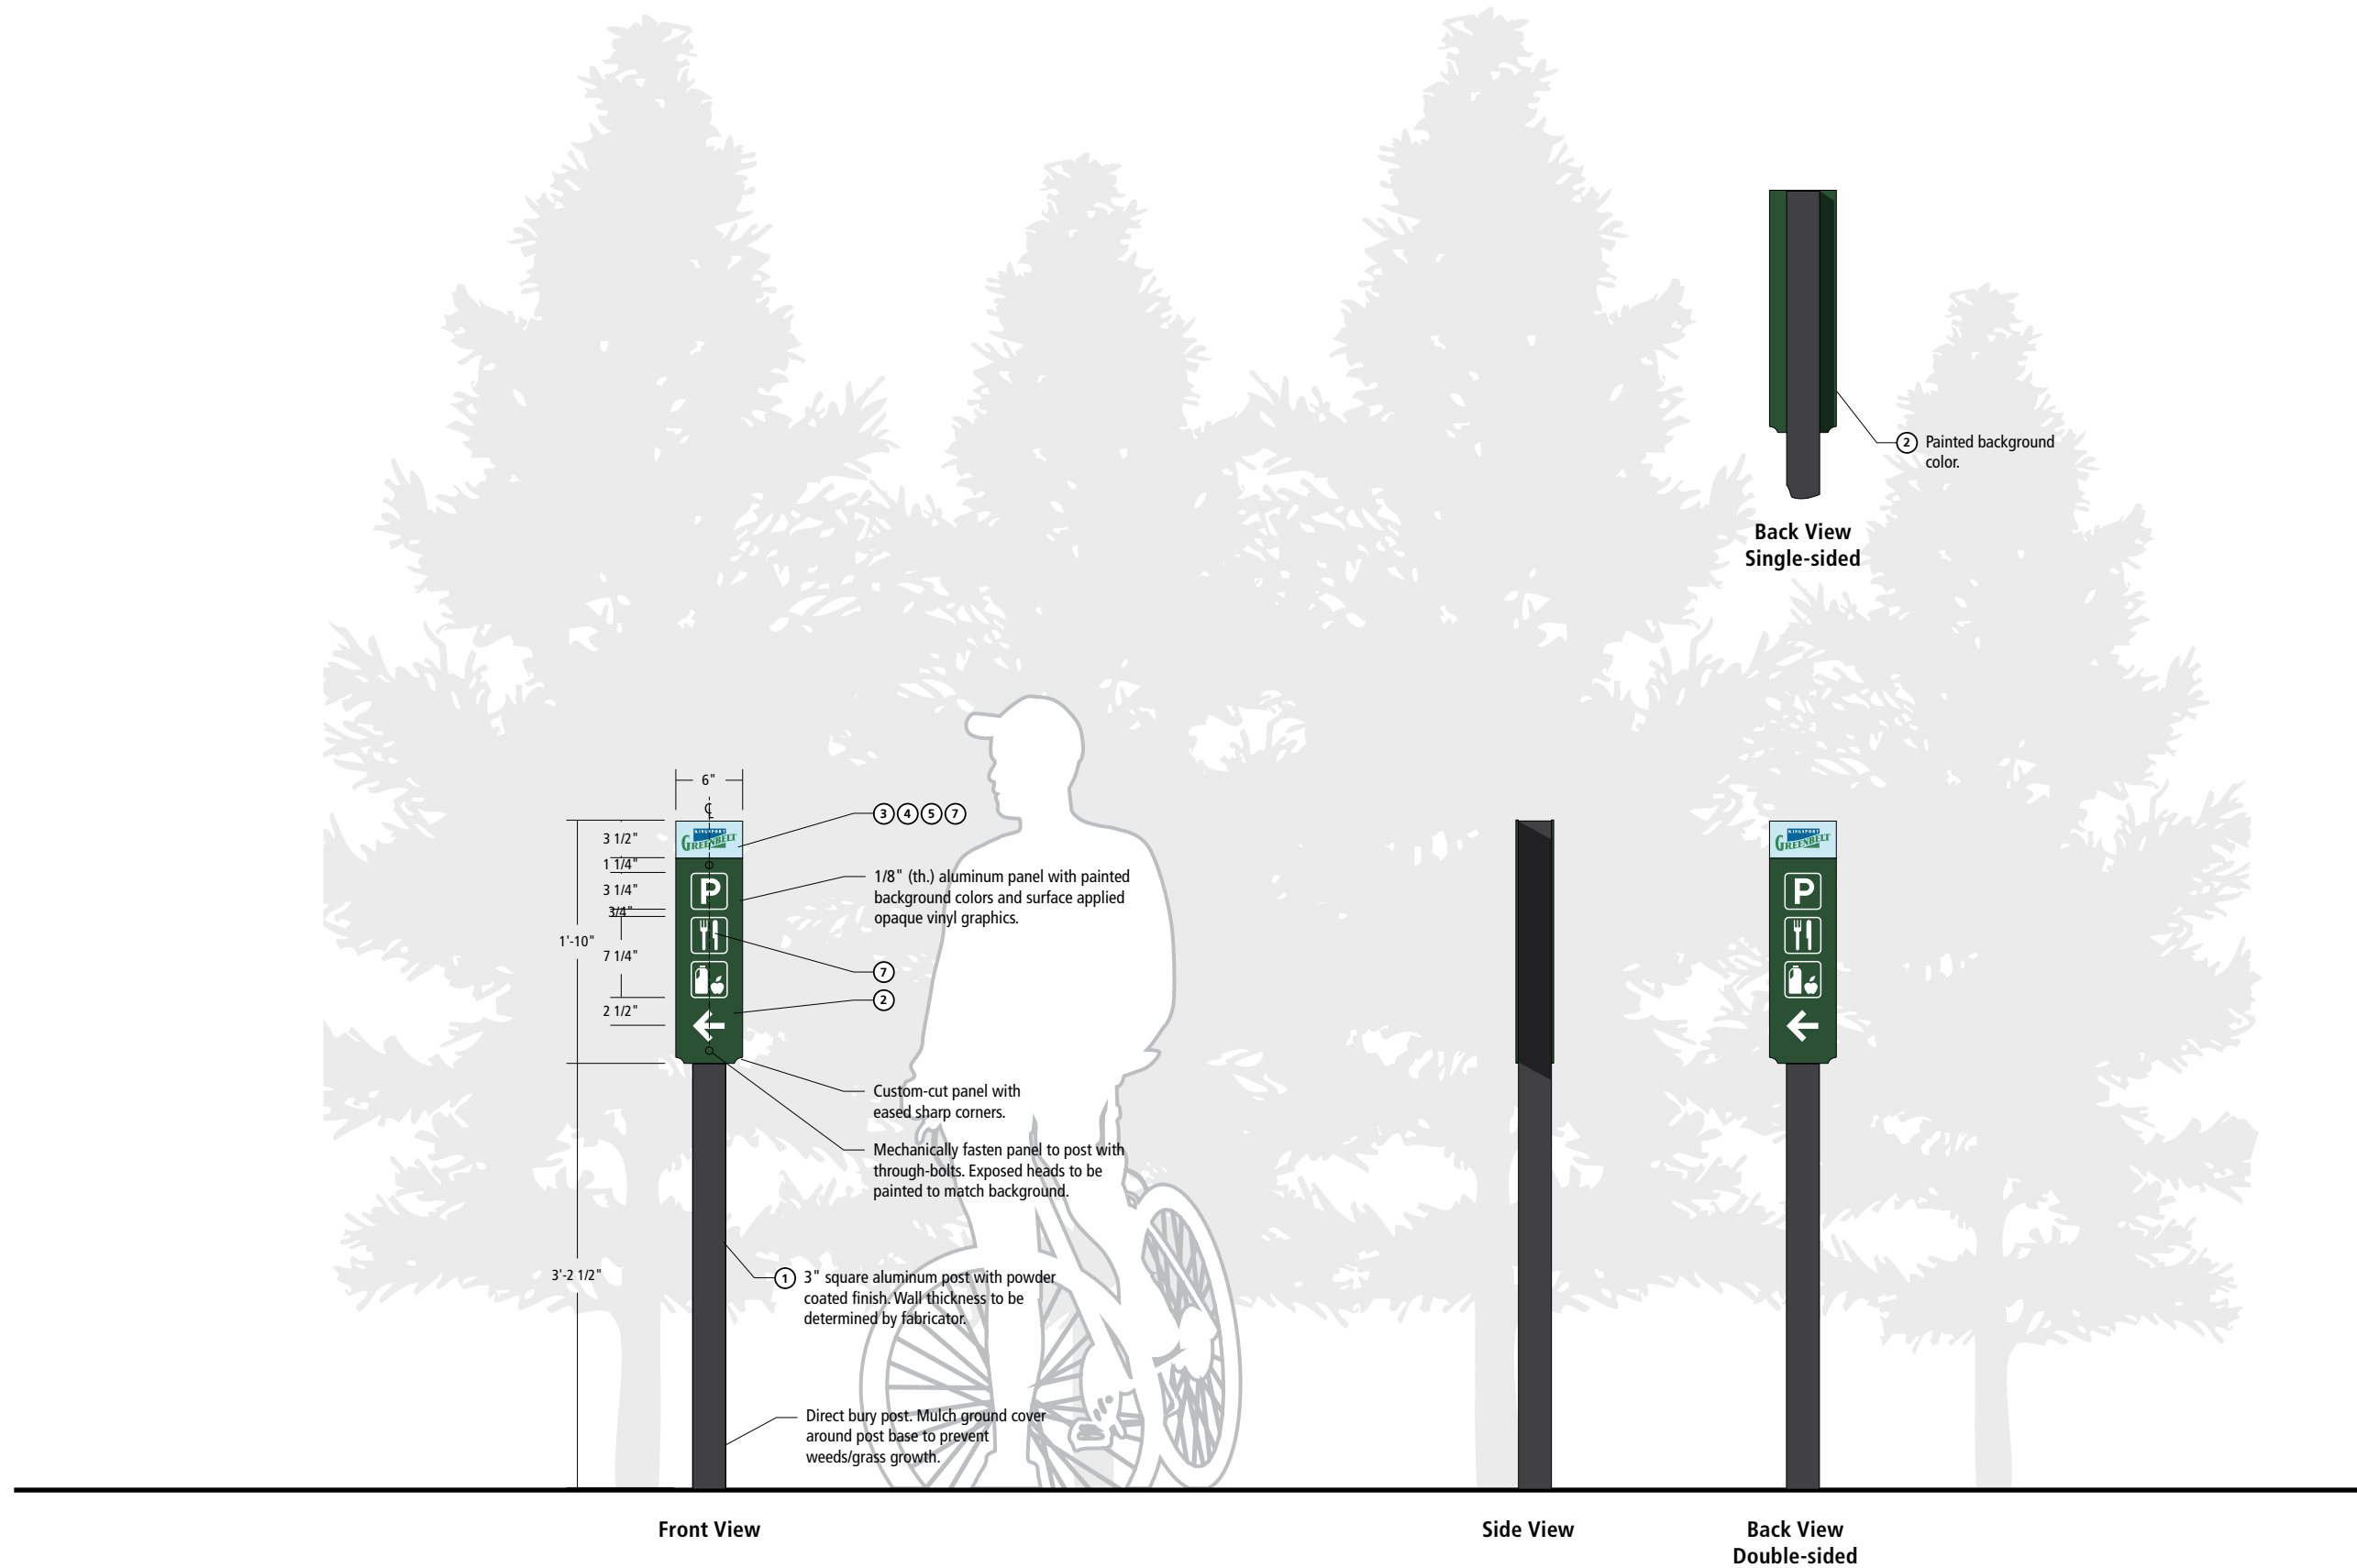 2 Painted background
color.
Back View
Single-sided
6"
℄
3 4 5 7
3 1/2"
1 1/4"
3 1/4"
3/4"
1'-10"
7 1/4"
2 1/2"
3'-2 1/2"
KINGSPORT
GREENBELT
P
1/8" (th.) aluminum panel with painted
background colors and surface applied
opaque vinyl graphics.
7
2
Custom-cut panel with
eased sharp corners.
Mechanically fasten panel to post with
through-bolts. Exposed heads to be
painted to match background.
1 3" square aluminum post with powder
coated finish. Wall thickness to be
determined by fabricator.
Direct bury post. Mulch ground cover
around post base to prevent
weeds/grass growth.
KINGSPORT
GREENBELT
P
Front View
Side View
Back View
Double-sided